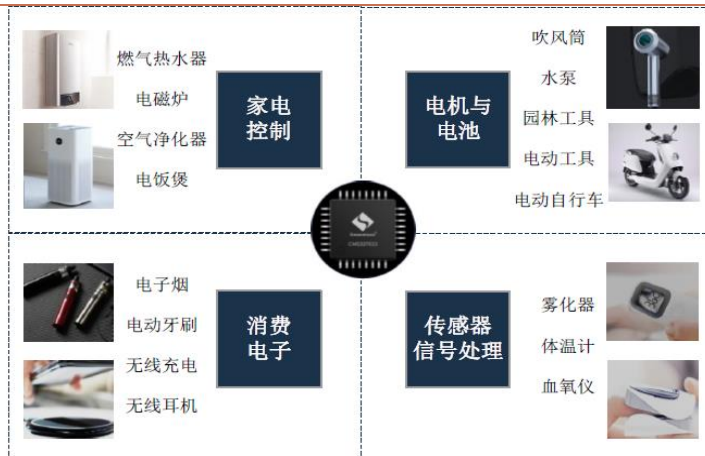 燃气热水器
电磁炉
空气净化器
电饭煲
家电
控制
电机与
电池
吹风筒
水泵
园林工具
电动工具
电动自行车
电子烟
电动牙刷
无线充电
无线耳机
消费
电子
传感器
信号处理
雾化器
体温计
血氧仪